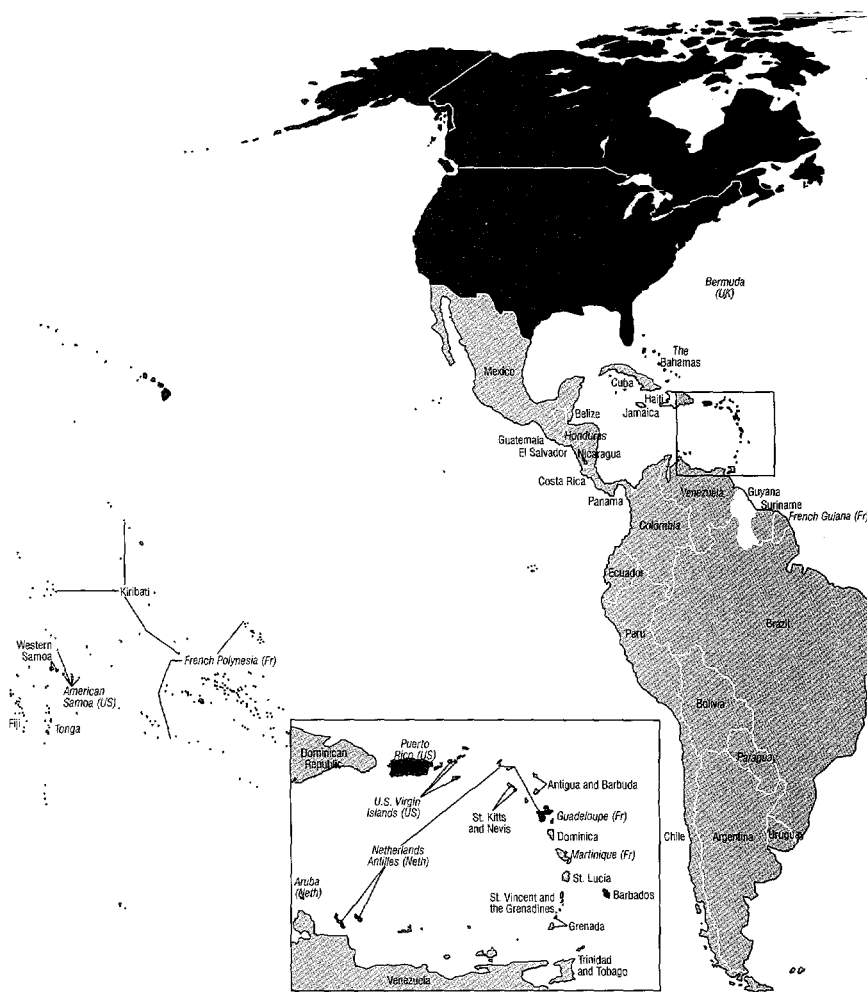 Bermuda
(UK)
The
Bahamas
Mexico
Cuba
Haiti
Jamaica
Belize
Honduras
Guatemala
El Salvador
Nicaragua
Costa Rica
Panama
Venezuela
Guyana
Suriname
French Guiana (Fr)
Colombia
Ecuador
Kiribati
Brazil
Peru
Western
Samoa
French Polynesia (Fr)
American
Samoa (US)
Fiji
Tonga
Bolivia
Paraguay
Chile
Argentina
Uruguay
Dominican
Republic
Puerto
Rico (US)
U.S. Virgin
Islands (US)
Antigua and Barbuda
St. Kitts
and Nevis
Guadeloupe (Fr)
Dominica
Netherlands
Antilles (Neth)
Martinique (Fr)
St. Lucia
Aruba
(Neth)
St. Vincent and
the Grenadines
Barbados
Grenada
Trinidad
and Tobago
Venezuela